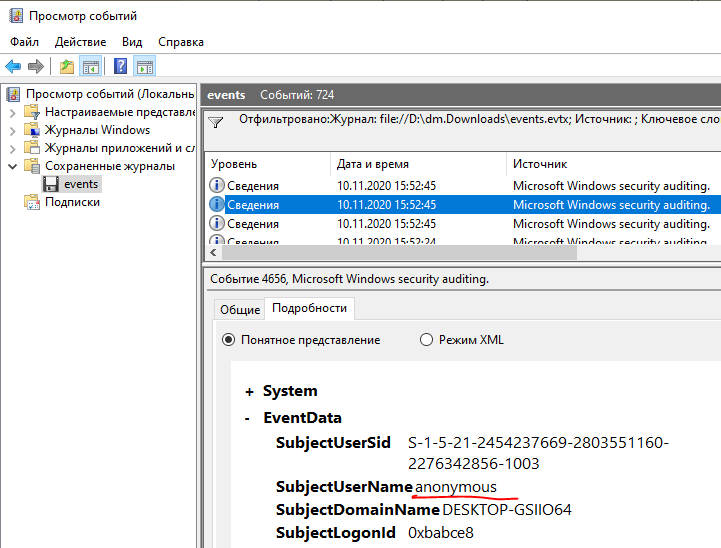 Просмотр событий
Файл Действие Вид Справка
Просмотр событий (Локальнь
Настраиваемые представле
Журналы Windows
Журналы приложений и сл
Сохраненные журналы
events
Подписки
events Событий: 724
Отфильтровано:Журнал: file://D:\dm.Downloads\events.evtx; Источник: ; Ключевое сло
Уровень Дата и время Источник
Сведения 10.11.2020 15:52:45 Microsoft Windows security auditing.
Сведения 10.11.2020 15:52:45 Microsoft Windows security auditing.
Сведения 10.11.2020 15:52:45 Microsoft Windows security auditing.
Сведения 10.11.2020 15:52:24 Microsoft Windows security auditing.
Событие 4656, Microsoft Windows security auditing.
Общие Подробности
Понятное представление Режим XML
+ System
- EventData
SubjectUserSid S-1-5-21-2454237669-2803551160-
2276342856-1003
SubjectUserName anonymous
SubjectDomainName DESKTOP-GSIIO64
SubjectLogonId 0xbabce8